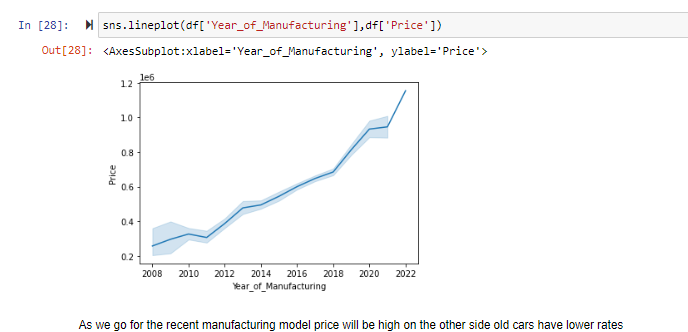 In [28]: sns.lineplot(df['Year_of_Manufacturing'],df['Price'])
Out[28]: <AxesSubplot:xlabel='Year_of_Manufacturing', ylabel='Price'>
1e6
1.2
1.0
0.8
0.6
0.4
0.2
Price
2008 2010 2012 2014 2016 2018 2020 2022
Year_of_Manufacturing
As we go for the recent manufacturing model price will be high on the other side old cars have lower rates